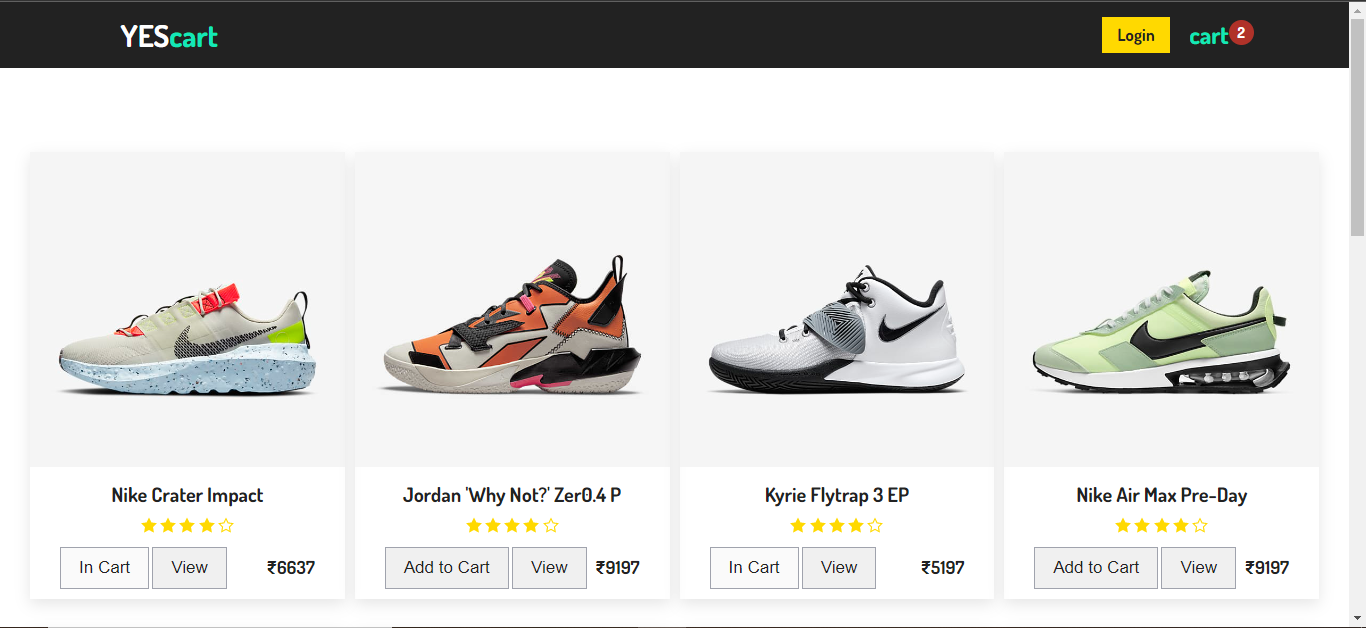 YEScart
Login
cart 2
Nike Crater Impact
In Cart View ₹6637
Jordan 'Why Not?' Zer0.4 P
Add to Cart View ₹9197
Kyrie Flytrap 3 EP
In Cart View ₹5197
Nike Air Max Pre-Day
Add to Cart View ₹9197